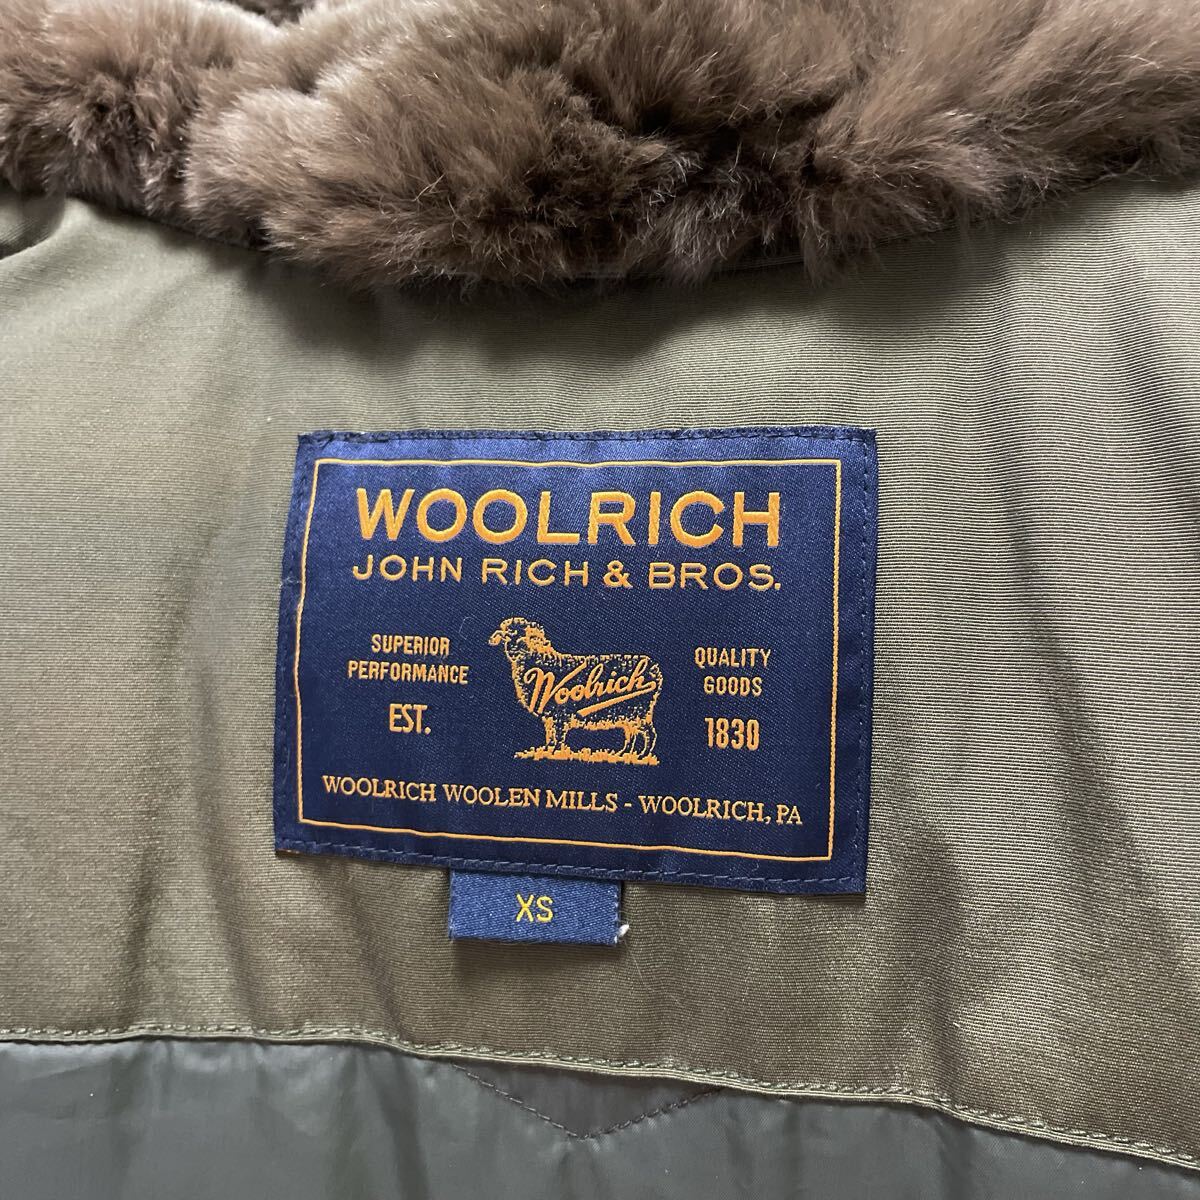 WOOLRICH
JOHN RICH & BROS.
SUPERIOR
PERFORMANCE
EST.
Woolrich
QUALITY
GOODS
1830
WOOLRICH WOOLEN MILLS - WOOLRICH, PA
XS